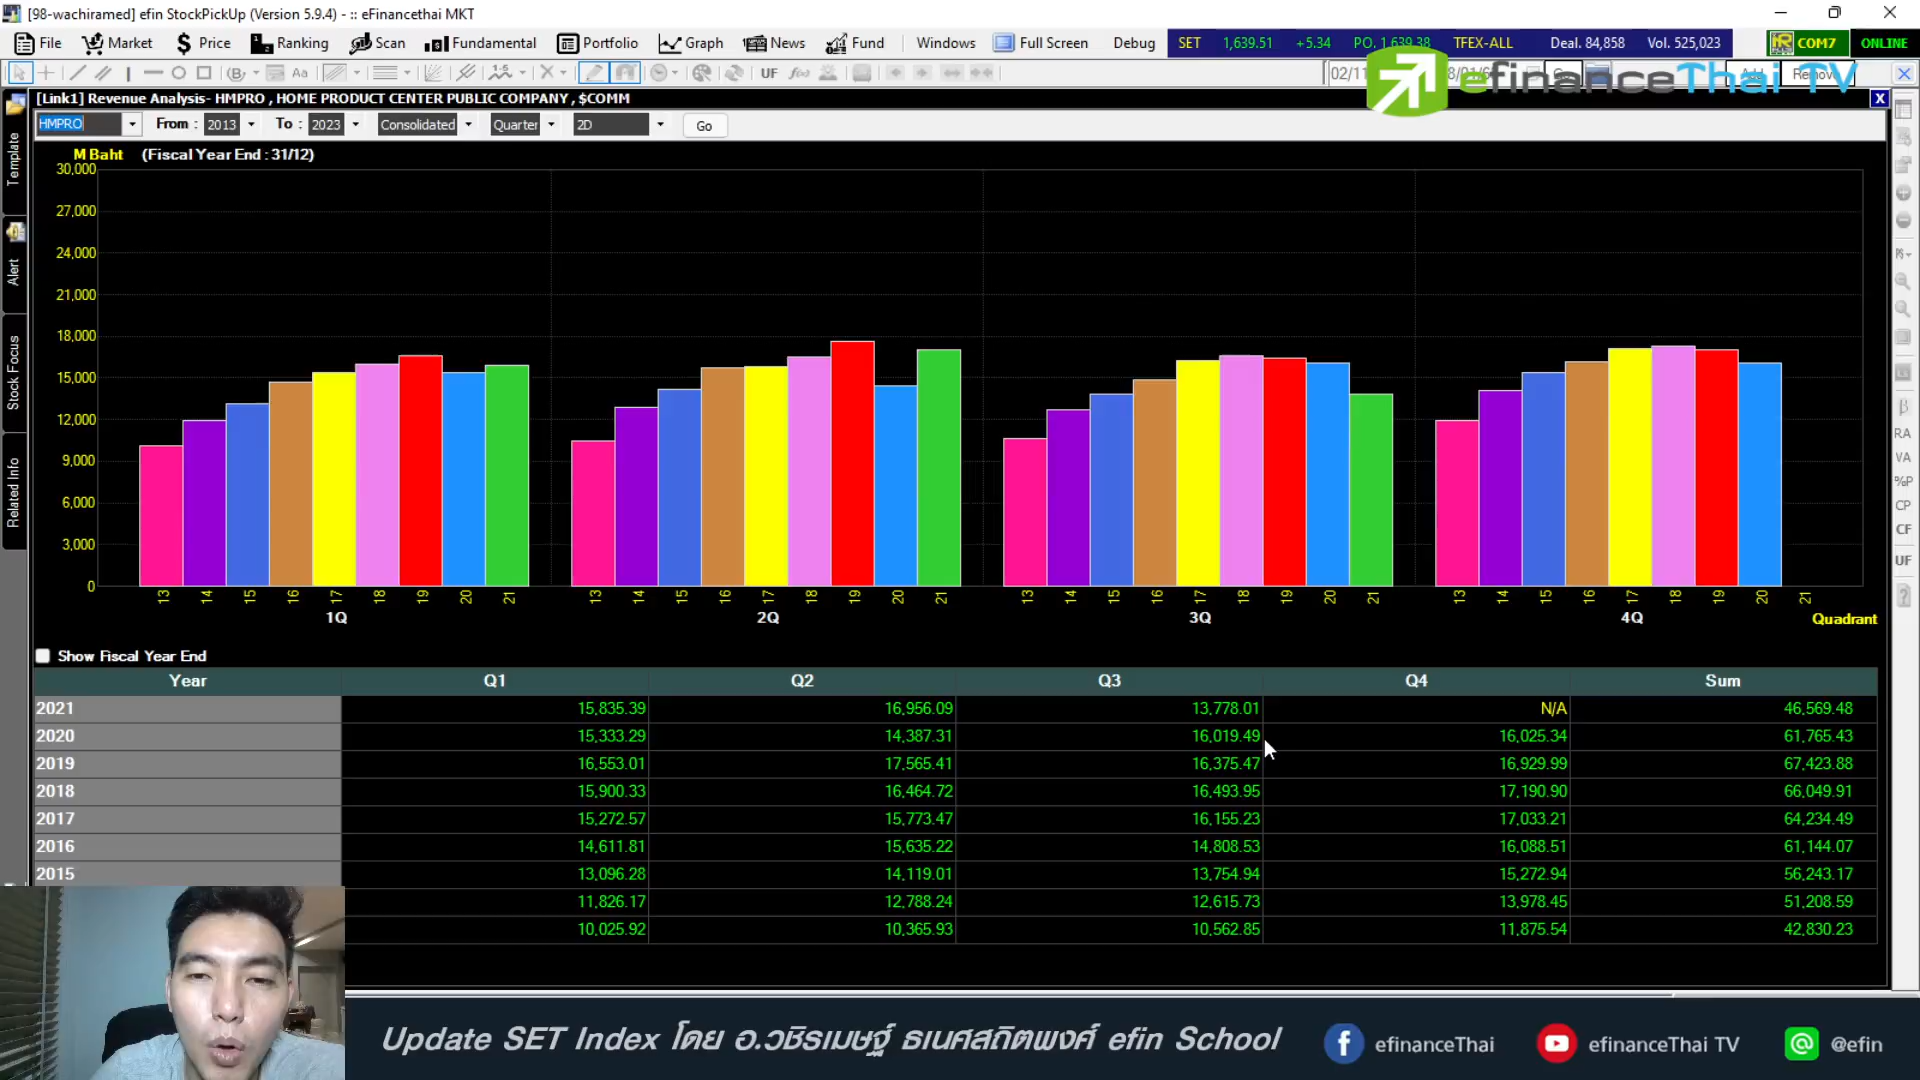 [98-wachiramed] efin StockPickUp (Version 5.9.4) - :: eFinancethai MKT
File Market Price Ranking Scan Fundamental Portfolio Graph News Fund Windows Full Screen Debug SET 1,639.51 +5.34 PO. 1,639.38 TFEX-ALL Deal. 84,858 Vol. 525,023 COM7 ONLINE
Aa UF f(x) 02/11 Remove
efinanceThai TV
[Link1] Revenue Analysis- HMPRO , HOME PRODUCT CENTER PUBLIC COMPANY , $COMM X
HMPRO From : 2013 To : 2023 Consolidated Quarter 2D Go
Template
Alert
Stock Focus
Related Info
M Baht (Fiscal Year End : 31/12)
30,000
27,000
24,000
21,000
18,000
15,000
12,000
9,000
6,000
3,000
0
13 14 15 16 17 18 19 20 21 13 14 15 16 17 18 19 20 21 13 14 15 16 17 18 19 20 21 13 14 15 16 17 18 19 20 21
1Q 2Q 3Q 4Q Quadrant
β
RA
VA
%P
CP
CF
UF
?
Show Fiscal Year End
Year Q1 Q2 Q3 Q4 Sum
2021 15,835.39 16,956.09 13,778.01 N/A 46,569.48
2020 15,333.29 14,387.31 16,019.49 16,025.34 61,765.43
2019 16,553.01 17,565.41 16,375.47 16,929.99 67,423.88
2018 15,900.33 16,464.72 16,493.95 17,190.90 66,049.91
2017 15,272.57 15,773.47 16,155.23 17,033.21 64,234.49
2016 14,611.81 15,635.22 14,808.53 16,088.51 61,144.07
2015 13,096.28 14,119.01 13,754.94 15,272.94 56,243.17
11,826.17 12,788.24 12,615.73 13,978.45 51,208.59
10,025.92 10,365.93 10,562.85 11,875.54 42,830.23
Update SET Index โดย อ.วชิรเมษฐ์ ธเนศสถิตพงศ์ efin School efinanceThai efinanceThai TV @efin